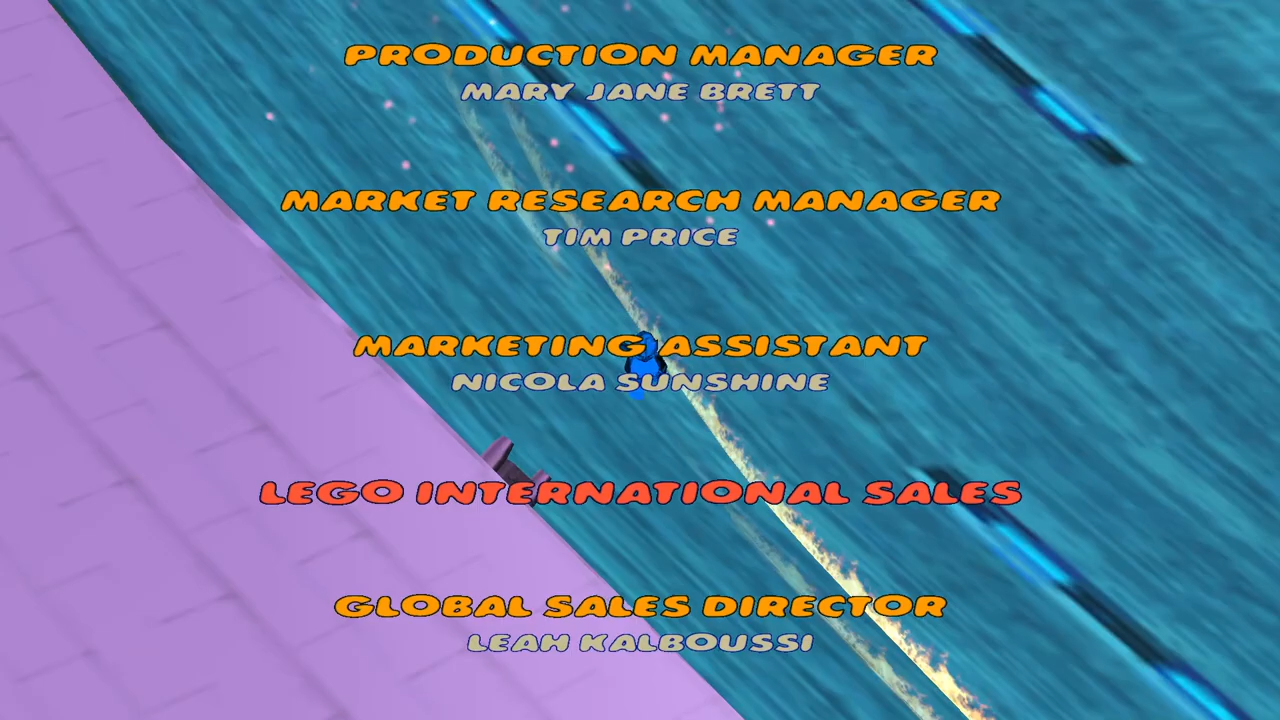 PRODUCTION MANAGER
MARY JANE BRETT
MARKET RESEARCH MANAGER
TIM PRICE
MARKETING ASSISTANT
NICOLA SUNSHINE
LEGO INTERNATIONAL SALES
GLOBAL SALES DIRECTOR
LEAH KALBOUSSI